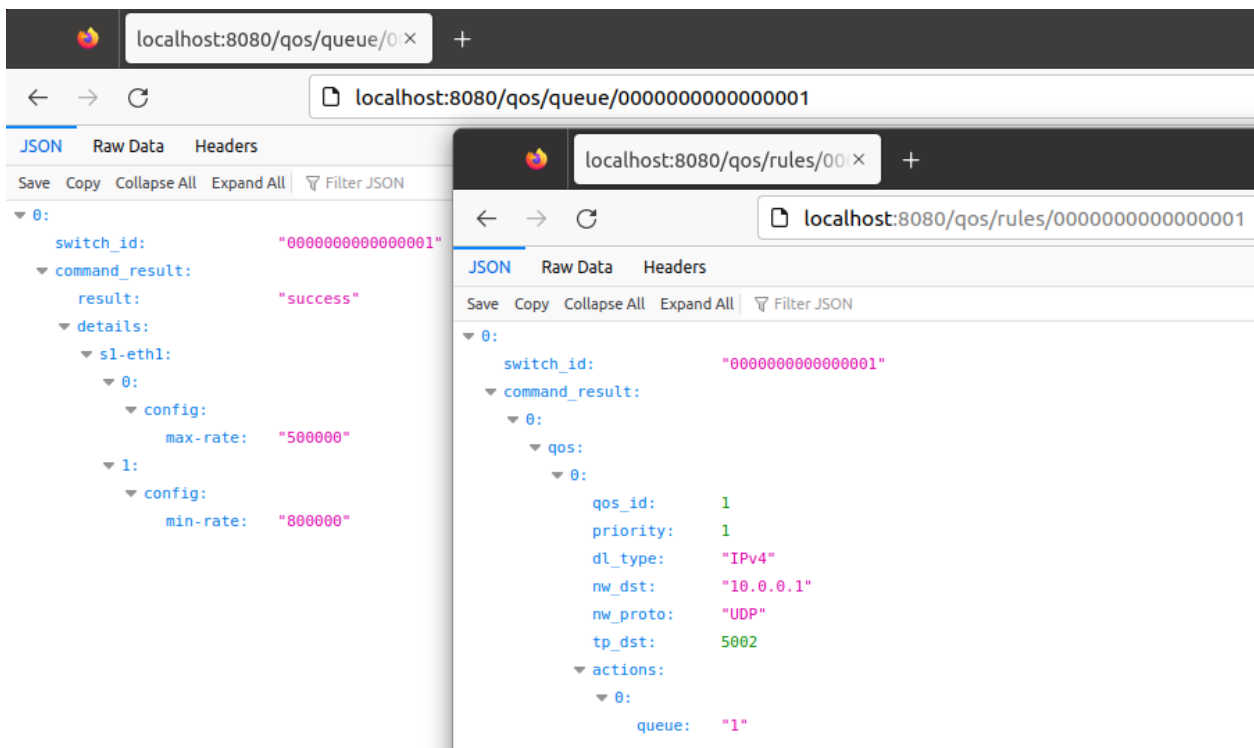 localhost:8080/qos/queue/0
localhost:8080/qos/queue/0000000000000001
JSON Raw Data Headers
Save Copy Collapse All Expand All Filter JSON
0:
switch_id: "0000000000000001"
command_result:
result: "success"
details:
s1-eth1:
0:
config:
max-rate: "500000"
1:
config:
min-rate: "800000"
localhost:8080/qos/rules/00
localhost:8080/qos/rules/0000000000000001
JSON Raw Data Headers
Save Copy Collapse All Expand All Filter JSON
0:
switch_id: "0000000000000001"
command_result:
0:
qos:
0:
qos_id: 1
priority: 1
dl_type: "IPv4"
nw_dst: "10.0.0.1"
nw_proto: "UDP"
tp_dst: 5002
actions:
0:
queue: "1"